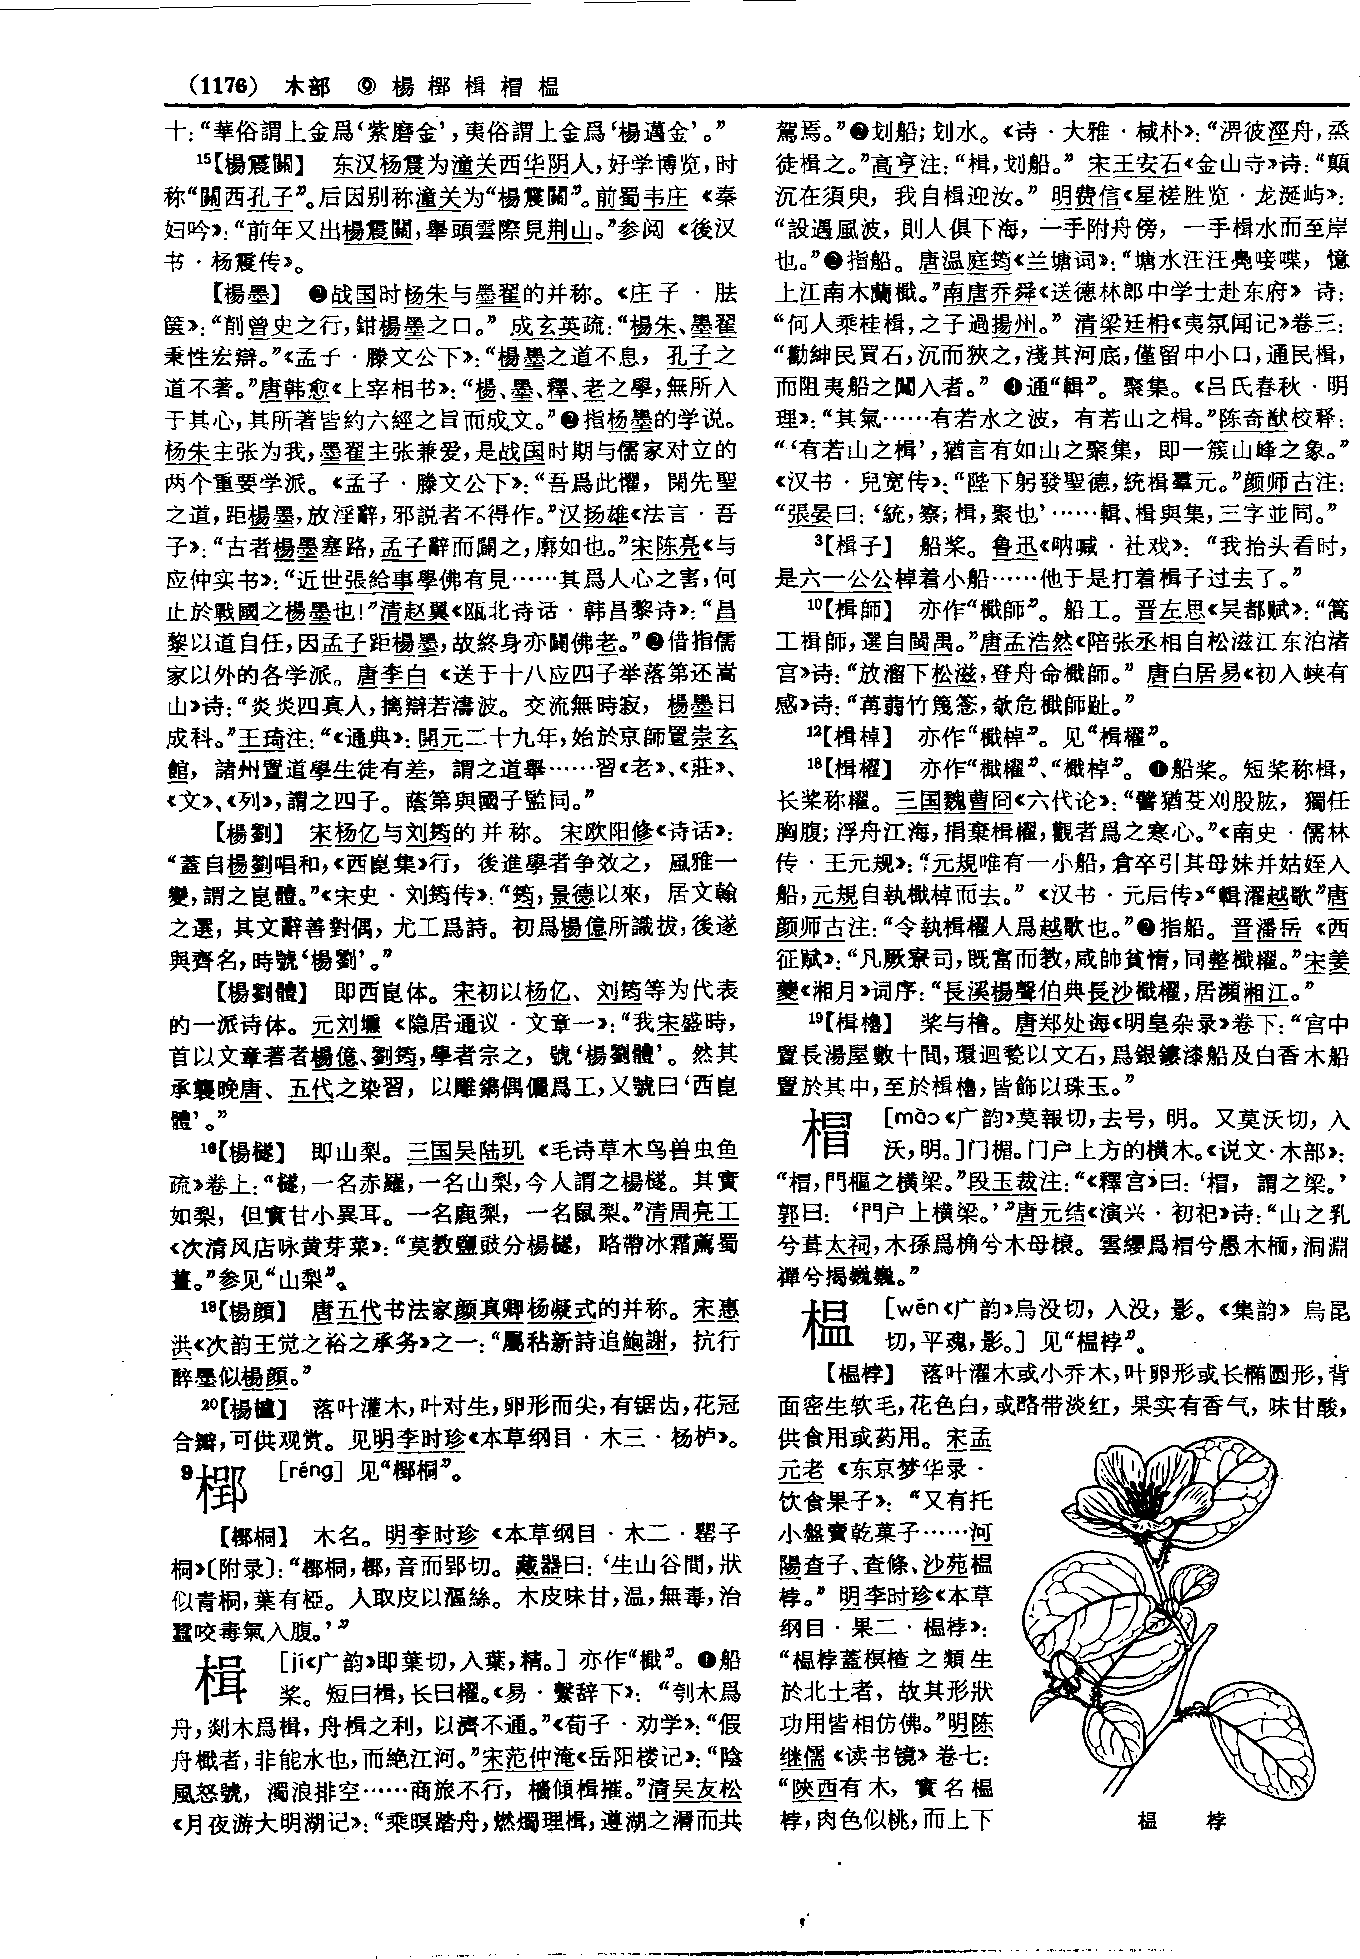 (1176) 木部 ⑨ 楊 㮊 楫 楣 榅
十:“華俗謂上金爲‘紫磨金’,夷俗謂上金爲‘楊邁金’。”
15【楊震關】 东汉杨震为潼关西华阴人,好学博览,时
称“關西孔子”。后因别称潼关为“楊震關”。前蜀韦庄《秦
妇吟》:“前年又出楊震關,舉頭雲際見荆山。”参阅《後汉
书·杨震传》。
【楊墨】 ❶战国时杨朱与墨翟的并称。《庄子·胠
箧》:“削曾史之行,鉗楊墨之口。”成玄英疏:“楊朱、墨翟
秉性宏辯。”《孟子·滕文公下》:“楊墨之道不息,孔子之
道不著。”唐韩愈《上宰相书》:“楊、墨、釋、老之學,無所入
于其心,其所著皆約六經之旨而成文。”❷指杨墨的学说。
杨朱主张为我,墨翟主张兼爱,是战国时期与儒家对立的
两个重要学派。《孟子·滕文公下》:“吾爲此懼,閑先聖
之道,距楊墨,放淫辭,邪説者不得作。”汉扬雄《法言·吾
子》:“古者楊墨塞路,孟子辭而闢之,廓如也。”宋陈亮《与
应仲实书》:“近世張給事學佛有見……其爲人心之害,何
止於戰國之楊墨也!”清赵翼《瓯北诗话·韩昌黎诗》:“昌
黎以道自任,因孟子距楊墨,故終身亦闢佛老。”❸借指儒
家以外的各学派。唐李白《送于十八应四子举落第还嵩
山》诗:“炎炎四真人,摛辯若濤波。交流無時寂,楊墨日
成科。”王琦注:“《通典》:開元二十九年,始於京師置崇玄
館,諸州置道學生徒有差,謂之道舉……習《老》、《莊》、
《文》、《列》,謂之四子。蔭第與國子監同。”
【楊劉】 宋杨亿与刘筠的并称。宋欧阳修《诗话》:
“蓋自楊劉唱和,《西崑集》行,後進學者争效之,風雅一
變,謂之崑體。”《宋史·刘筠传》:“筠,景德以來,居文翰
之選,其文辭善對偶,尤工爲詩。初爲楊億所識拔,後遂
與齊名,時號‘楊劉’。”
【楊劉體】 即西崑体。宋初以杨亿、刘筠等为代表
的一派诗体。元刘壎《隐居通议·文章一》:“我宋盛時,
首以文章著者楊億、劉筠,學者宗之,號‘楊劉體’。然其
承襲晚唐、五代之染習,以雕鐫偶儷爲工,又號曰‘西崑
體’。”
16【楊檖】 即山梨。三国吴陆玑《毛诗草木鸟兽虫鱼
疏》卷上:“檖,一名赤羅,一名山梨,今人謂之楊檖。其實
如梨,但實甘小異耳。一名鹿梨,一名鼠梨。”清周亮工
《次清风店咏黄芽菜》:“莫教鹽豉分楊檖,略帶冰霜薦蜀
薑。”参见“山梨”。
18【楊顔】 唐五代书法家颜真卿杨凝式的并称。宋惠
洪《次韵王觉之裕之承务》之一:“屬秥新詩追鮑謝,抗行
醉墨似楊顔。”
20【楊櫨】 落叶灌木,叶对生,卵形而尖,有锯齿,花冠
合瓣,可供观赏。见明李时珍《本草纲目·木三·杨栌》。
9㮊 [réng] 见“㮊桐”。
【㮊桐】 木名。明李时珍《本草纲目·木二·罂子
桐》〔附录〕:“㮊桐,㮊,音而郢切。藏器曰:‘生山谷間,狀
似青桐,葉有椏。人取皮以漚絲。木皮味甘,温,無毒,治
蠶咬毒氣入腹。’”
楫 [jí《广韵》即葉切,入葉,精。] 亦作“檝”。❶船
桨。短曰楫,长曰櫂。《易·繫辞下》:“刳木爲
舟,剡木爲楫,舟楫之利,以濟不通。”《荀子·劝学》:“假
舟檝者,非能水也,而絶江河。”宋范仲淹《岳阳楼记》:“陰
風怒號,濁浪排空……商旅不行,檣傾楫摧。”清吴友松
《月夜游大明湖记》:“乘暝踏舟,燃燭理楫,遵湖之漘而共
駕焉。”❷划船;划水。《诗·大雅·棫朴》:“淠彼涇舟,烝
徒楫之。”高亨注:“楫,划船。”宋王安石《金山寺》诗:“顛
沉在須臾,我自楫迎汝。”明费信《星槎胜览·龙涎屿》:
“設遇風波,則人俱下海,一手附舟傍,一手楫水而至岸
也。”❸指船。唐温庭筠《兰塘词》:“塘水汪汪鳧唼喋,憶
上江南木蘭檝。”南唐乔舜《送德林郎中学士赴东府》诗:
“何人乘桂楫,之子過揚州。”清梁廷枏《夷氛闻记》卷三:
“勸紳民買石,沉而狹之,淺其河底,僅留中小口,通民楫,
而阻夷船之闖入者。”❹通“輯”。聚集。《吕氏春秋·明
理》:“其氣……有若水之波,有若山之楫。”陈奇猷校释:
“‘有若山之楫’,猶言有如山之聚集,即一簇山峰之象。”
《汉书·兒宽传》:“陛下躬發聖德,統楫羣元。”颜师古注:
“張晏曰:‘統,察;楫,聚也’……輯、楫與集,三字並同。”
3【楫子】 船桨。鲁迅《呐喊·社戏》:“我抬头看时,
是六一公公棹着小船……他于是打着楫子过去了。”
10【楫師】 亦作“檝師”。船工。晋左思《吴都赋》:“篙
工楫師,選自閩禺。”唐孟浩然《陪张丞相自松滋江东泊渚
宫》诗:“放溜下松滋,登舟命檝師。”唐白居易《初入峡有
感》诗:“苒蒻竹篾䈴,欹危檝師趾。”
12【楫棹】 亦作“檝棹”。见“楫櫂”。
18【楫櫂】 亦作“檝櫂”、“檝棹”。❶船桨。短桨称楫,
长桨称櫂。三国魏曹冏《六代论》:“譬猶芟刈股肱,獨任
胸腹;浮舟江海,捐棄楫櫂,觀者爲之寒心。”《南史·儒林
传·王元规》:“元規唯有一小船,倉卒引其母妹并姑姪入
船,元規自執檝棹而去。”《汉书·元后传》“輯濯越歌”唐
颜师古注:“令執楫櫂人爲越歌也。”❷指船。晋潘岳《西
征赋》:“凡厥寮司,既富而教,咸帥貧惰,同整檝櫂。”宋姜
夔《湘月》词序:“長溪楊聲伯典長沙檝櫂,居瀕湘江。”
19【楫櫓】 桨与橹。唐郑处诲《明皇杂录》卷下:“宫中
置長湯屋數十間,環迴甃以文石,爲銀鏤漆船及白香木船
置於其中,至於楫櫓,皆飾以珠玉。”
楣 [mào《广韵》莫報切,去号,明。又莫沃切,入
沃,明。]门楣。门户上方的横木。《说文·木部》:
“楣,門樞之横梁。”段玉裁注:“《釋宫》曰:‘楣,謂之梁。’
郭曰:‘門户上横梁。’”唐元结《演兴·初祀》诗:“山之乳
兮葺太祠,木孫爲桷兮木母榱。雲纓爲楣兮愚木栭,洞淵
禪兮揭巍巍。”
榅 [wēn《广韵》烏没切,入没,影。《集韵》烏昆
切,平魂,影。] 见“榅桲”。
【榅桲】 落叶灌木或小乔木,叶卵形或长椭圆形,背
面密生软毛,花色白,或略带淡红,果实有香气,味甘酸,
供食用或药用。宋孟
元老《东京梦华录·
饮食果子》:“又有托
小盤賣乾菓子……河
陽查子、查條、沙苑榅
桲。”明李时珍《本草
纲目·果二·榅桲》:
“榅桲蓋榠樝之類生
於北土者,故其形狀
功用皆相仿佛。”明陈
继儒《读书镜》卷七:
“陝西有木,實名榅
桲,肉色似桃,而上下
榅 桲